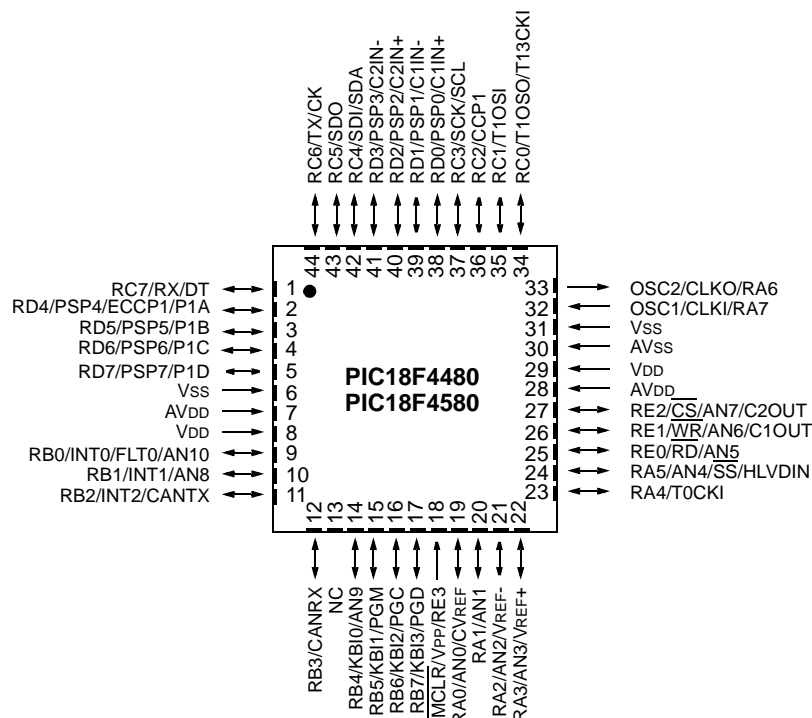 RC6/TX/CK
RC5/SDO
RC4/SDI/SDA
RD3/PSP3/C2IN-
RD2/PSP2/C2IN+
RD1/PSP1/C1IN-
RD0/PSP0/C1IN+
RC3/SCK/SCL
RC2/CCP1
RC1/T1OSI
RC0/T1OSO/T13CKI
44
43
42
41
40
39
38
37
36
35
34
RC7/RX/DT 1
RD4/PSP4/ECCP1/P1A 2
RD5/PSP5/P1B 3
RD6/PSP6/P1C 4
RD7/PSP7/P1D 5
VSS 6
AVDD 7
VDD 8
RB0/INT0/FLT0/AN10 9
RB1/INT1/AN8 10
RB2/INT2/CANTX 11
PIC18F4480
PIC18F4580
33 OSC2/CLKO/RA6
32 OSC1/CLKI/RA7
31 VSS
30 AVSS
29 VDD
28 AVDD
27 RE2/CS/AN7/C2OUT
26 RE1/WR/AN6/C1OUT
25 RE0/RD/AN5
24 RA5/AN4/SS/HLVDIN
23 RA4/T0CKI
12
13
14
15
16
17
18
19
20
21
22
RB3/CANRX
NC
RB4/KBI0/AN9
RB5/KBI1/PGM
RB6/KBI2/PGC
RB7/KBI3/PGD
MCLR/VPP/RE3
RA0/AN0/CVREF
RA1/AN1
RA2/AN2/VREF-
RA3/AN3/VREF+